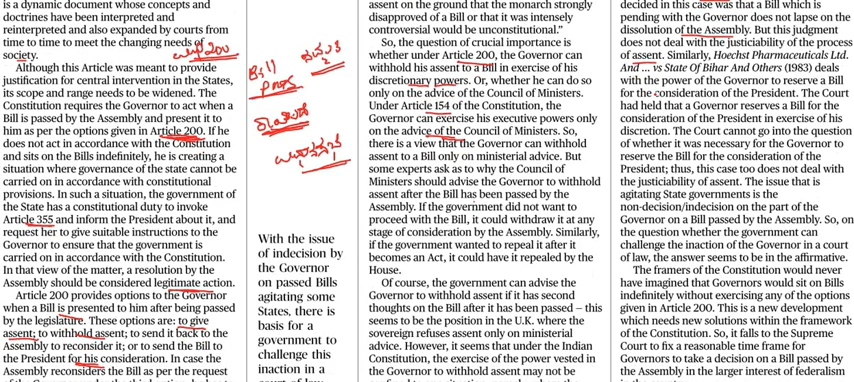 is a dynamic document whose concepts and
doctrines have been interpreted and
reinterpreted and also expanded by courts from
time to time to meet the changing needs of
society.
Although this Article was meant to provide
justification for central intervention in the States,
its scope and range needs to be widened. The
Constitution requires the Governor to act when a
Bill is passed by the Assembly and present it to
him as per the options given in Article 200. If he
does not act in accordance with the Constitution
and sits on the Bills indefinitely, he is creating a
situation where governance of the state cannot be
carried on in accordance with constitutional
provisions. In such a situation, the government of
the State has a constitutional duty to invoke
Article 355 and inform the President about it, and
request her to give suitable instructions to the
Governor to ensure that the government is
carried on in accordance with the Constitution.
In that view of the matter, a resolution by the
Assembly should be considered legitimate action.
Article 200 provides options to the Governor
when a Bill is presented to him after being passed
by the legislature. These options are: to give
assent; to withhold assent; to send it back to the
Assembly to reconsider it; or to send the Bill to
the President for his consideration. In case the
Assembly reconsiders the Bill as per the request
200
Bill
With the issue
of indecision by
the Governor
on passed Bills
agitating some
States, there is
basis for a
government to
challenge this
inaction in a
assent on the ground that the monarch strongly
disapproved of a Bill or that it was intensely
controversial would be unconstitutional.”
So, the question of crucial importance is
whether under Article 200, the Governor can
withhold his assent to a Bill in exercise of his
discretionary powers. Or, whether he can do so
only on the advice of the Council of Ministers.
Under Article 154 of the Constitution, the
Governor can exercise his executive powers only
on the advice of the Council of Ministers. So,
there is a view that the Governor can withhold
assent to a Bill only on ministerial advice. But
some experts ask as to why the Council of
Ministers should advise the Governor to withhold
assent after the Bill has been passed by the
Assembly. If the government did not want to
proceed with the Bill, it could withdraw it at any
stage of consideration by the Assembly. Similarly,
if the government wanted to repeal it after it
becomes an Act, it could have it repealed by the
House.
Of course, the government can advise the
Governor to withhold assent if it has second
thoughts on the Bill after it has been passed – this
seems to be the position in the U.K. where the
sovereign refuses assent only on ministerial
advice. However, it seems that under the Indian
Constitution, the exercise of the power vested in
the Governor to withhold assent may not be
decided in this case was that a Bill which is
pending with the Governor does not lapse on the
dissolution of the Assembly. But this judgment
does not deal with the justiciability of the process
of assent. Similarly, Hoechst Pharmaceuticals Ltd.
And ... vs State Of Bihar And Others (1983) deals
with the power of the Governor to reserve a Bill
for the consideration of the President. The Court
had held that a Governor reserves a Bill for the
consideration of the President in exercise of his
discretion. The Court cannot go into the question
of whether it was necessary for the Governor to
reserve the Bill for the consideration of the
President; thus, this case too does not deal with
the justiciability of assent. The issue that is
agitating State governments is the
non-decision/indecision on the part of the
Governor on a Bill passed by the Assembly. So, on
the question whether the government can
challenge the inaction of the Governor in a court
of law, the answer seems to be in the affirmative.
The framers of the Constitution would never
have imagined that Governors would sit on Bills
indefinitely without exercising any of the options
given in Article 200. This is a new development
which needs new solutions within the framework
of the Constitution. So, it falls to the Supreme
Court to fix a reasonable time frame for
Governors to take a decision on a Bill passed by
the Assembly in the larger interest of federalism